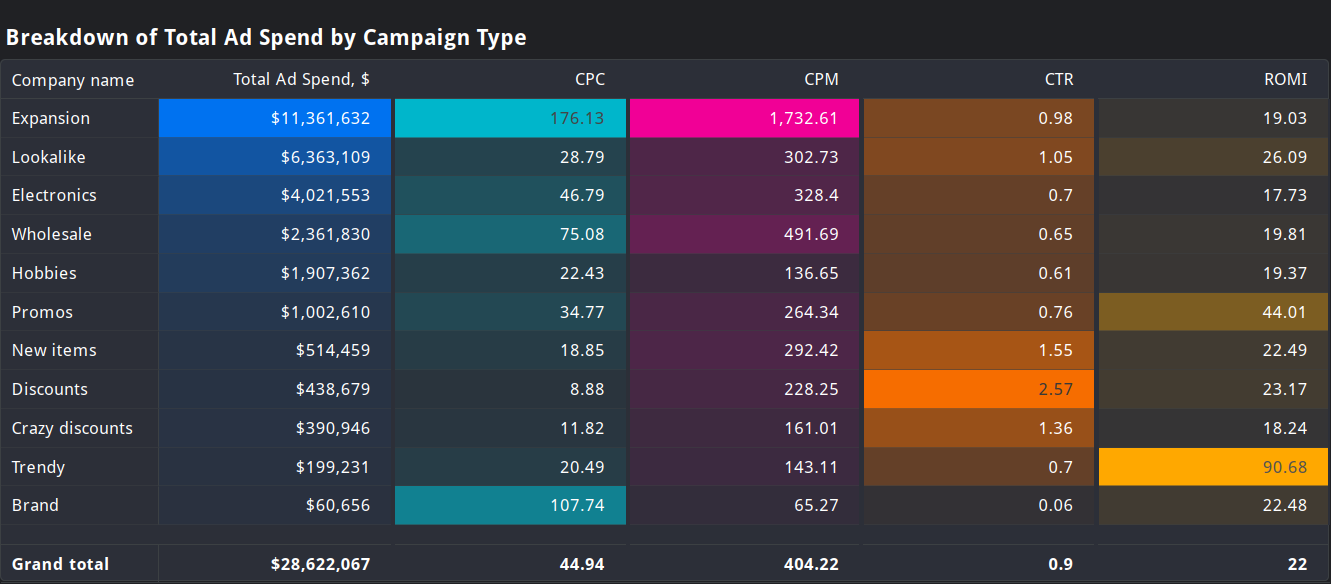 Breakdown of Total Ad Spend by Campaign Type
Company name Total Ad Spend, $ CPC CPM CTR ROMI
Expansion $11,361,632 176.13 1,732.61 0.98 19.03
Lookalike $6,363,109 28.79 302.73 1.05 26.09
Electronics $4,021,553 46.79 328.4 0.7 17.73
Wholesale $2,361,830 75.08 491.69 0.65 19.81
Hobbies $1,907,362 22.43 136.65 0.61 19.37
Promos $1,002,610 34.77 264.34 0.76 44.01
New items $514,459 18.85 292.42 1.55 22.49
Discounts $438,679 8.88 228.25 2.57 23.17
Crazy discounts $390,946 11.82 161.01 1.36 18.24
Trendy $199,231 20.49 143.11 0.7 90.68
Brand $60,656 107.74 65.27 0.06 22.48
Grand total $28,622,067 44.94 404.22 0.9 22